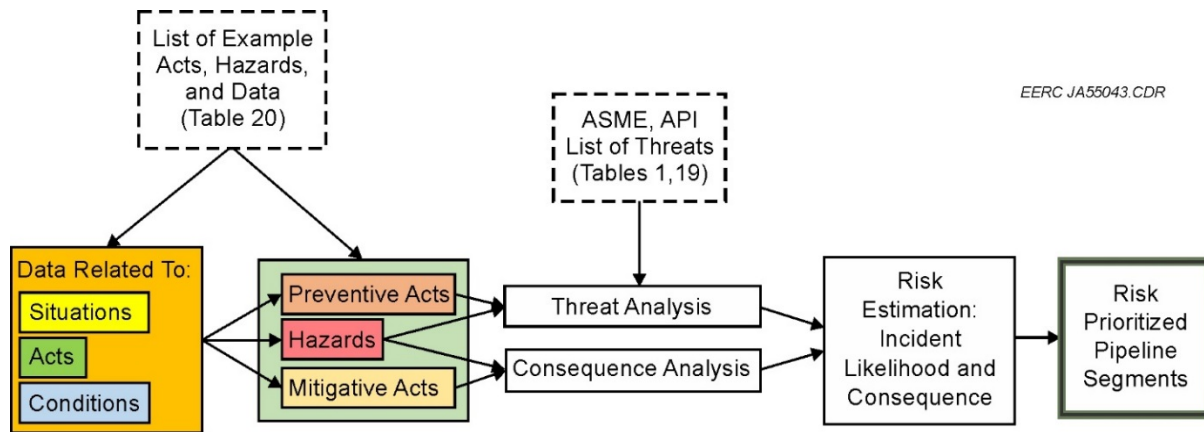 List of Example
Acts, Hazards,
and Data
(Table 20)
ASME, API
List of Threats
(Tables 1,19)
EERC JA55043.CDR
Data Related To:
Situations
Acts
Conditions
Preventive Acts
Hazards
Mitigative Acts
Threat Analysis
Consequence Analysis
Risk
Estimation:
Incident
Likelihood and
Consequence
Risk
Prioritized
Pipeline
Segments